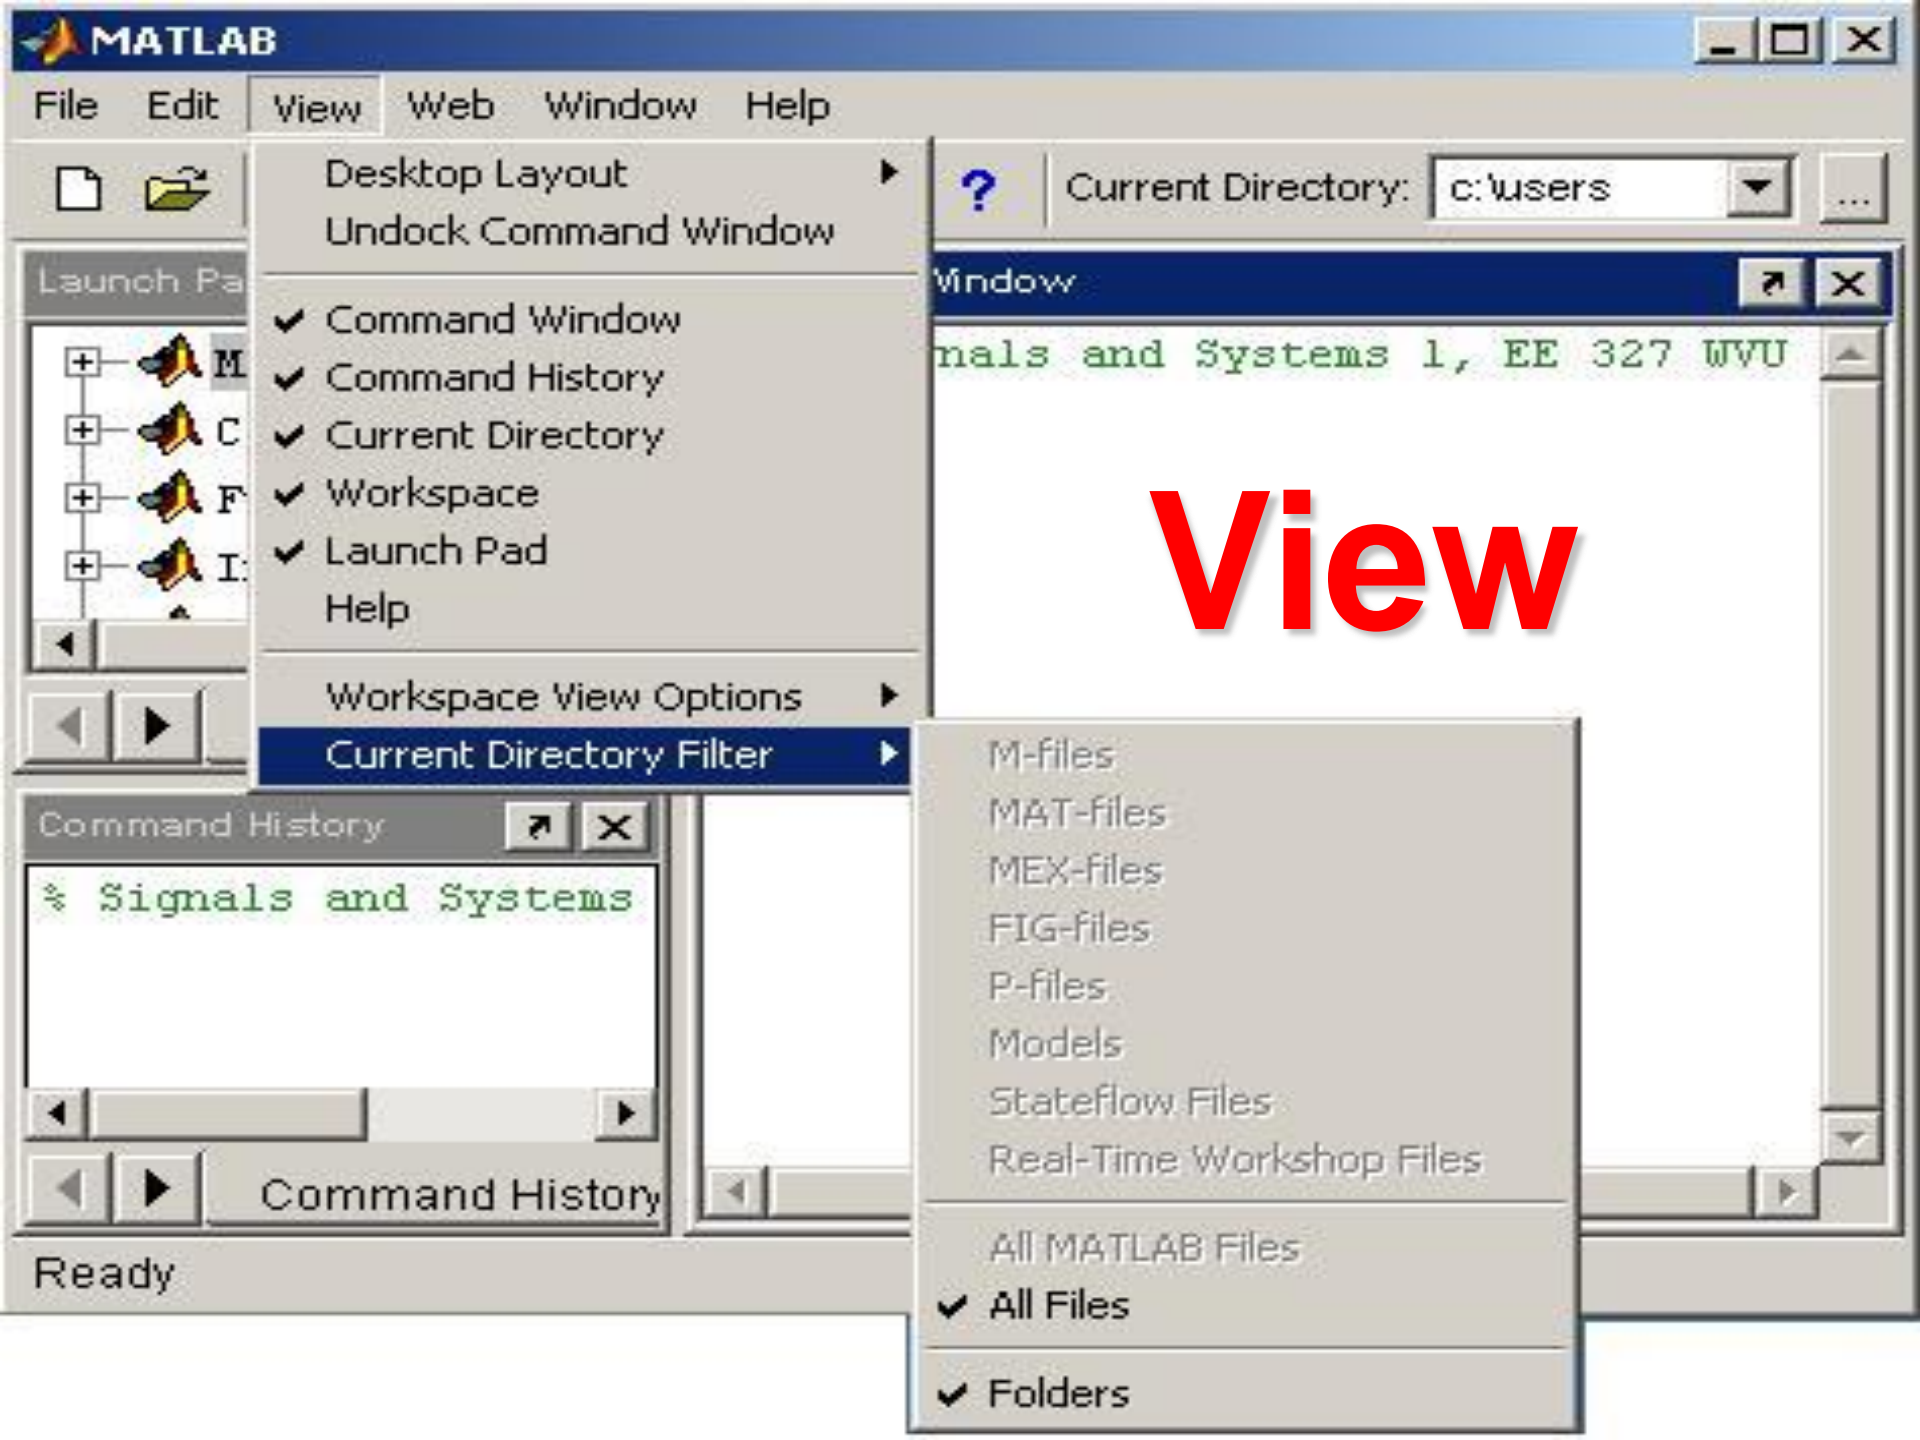 MATLAB
File Edit View Web Window Help
Desktop Layout
Undock Command Window
Command Window
Command History
Current Directory
Workspace
Launch Pad
Help
Workspace View Options
Current Directory Filter
? Current Directory: c:\users ...
Launch
M
C
F
nals and Systems 1, EE 327 WVU
View
M-files
MAT-files
MEX-files
FIG-files
P-files
Models
Stateflow Files
Real-Time Workshop Files
All MATLAB Files
All Files
Folders
Command History
% Signals and Systems
Command History
Ready